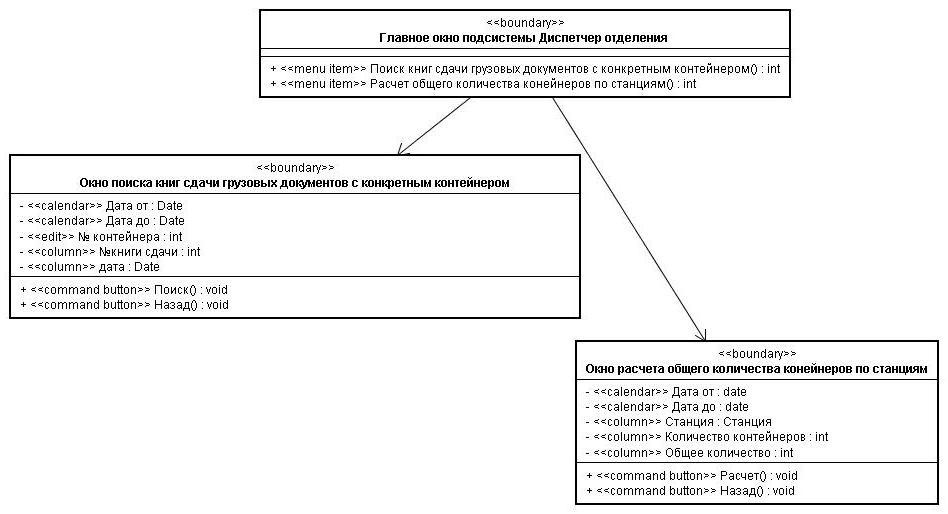 <<boundary>>
Главное окно подсистемы Диспетчер отделения
+ <<menu item>> Поиск книг сдачи грузовых документов с конкретным контейнером() : int
+ <<menu item>> Расчет общего количества конейнеров по станциям() : int
<<boundary>>
Окно поиска книг сдачи грузовых документов с конкретным контейнером
- <<calendar>> Дата от : Date
- <<calendar>> Дата до : Date
- <<edit>> № контейнера : int
- <<column>> №книги сдачи : int
- <<column>> дата : Date
+ <<command button>> Поиск() : void
+ <<command button>> Назад() : void
<<boundary>>
Окно расчета общего количества конейнеров по станциям
- <<calendar>> Дата от : date
- <<calendar>> Дата до : date
- <<column>> Станция : Станция
- <<column>> Количество контейнеров : int
- <<column>> Общее количество : int
+ <<command button>> Расчет() : void
+ <<command button>> Назад() : void